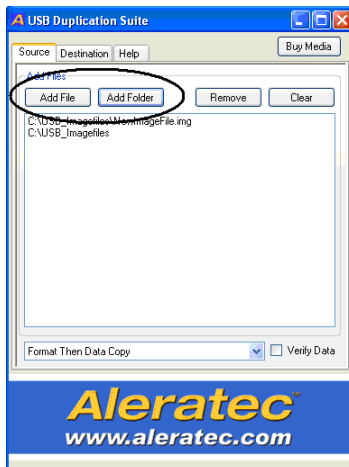 A USB Duplication Suite
Source Destination Help Buy Media
Add Files
Add File Add Folder Remove Clear
C:\USB_Imagefiles\NewImageFile.img
C:\USB_Imagefiles
Format Then Data Copy Verify Data
Aleratec™
www.aleratec.com